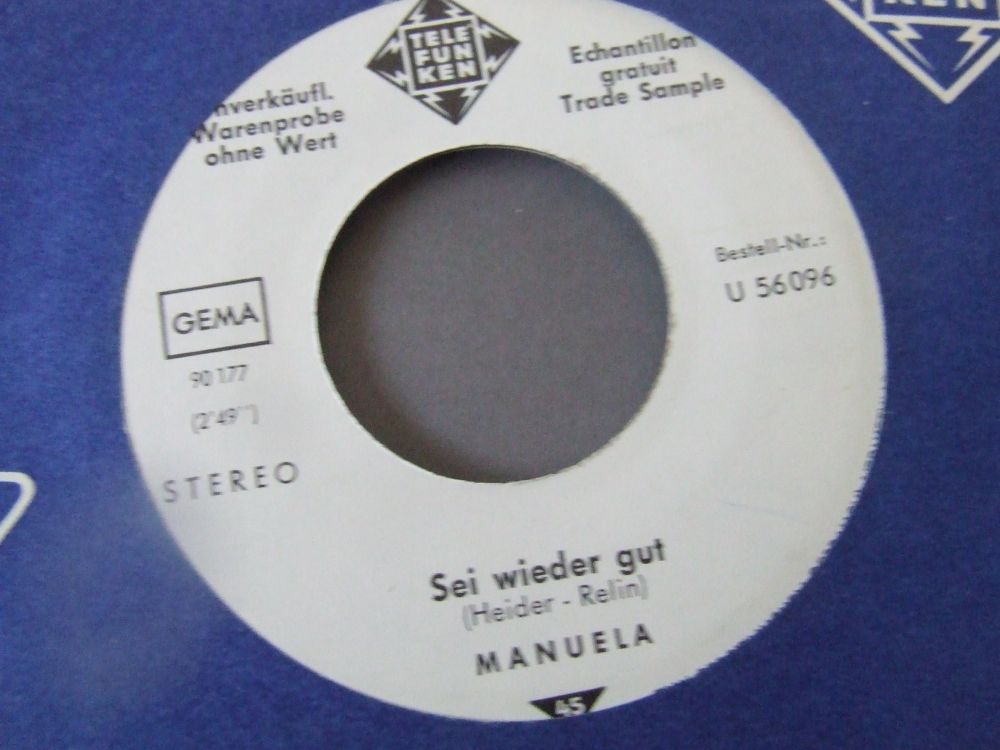 TELE
FUN
KEN
nverkäufl.
Warenprobe
ohne Wert
Echantillon
gratuit
Trade Sample
KEN
Bestell-Nr.:
U 56096
GEMA
90 177
(2'49'')
STEREO
Sei wieder gut
(Heider - Relin)
MANUELA
45